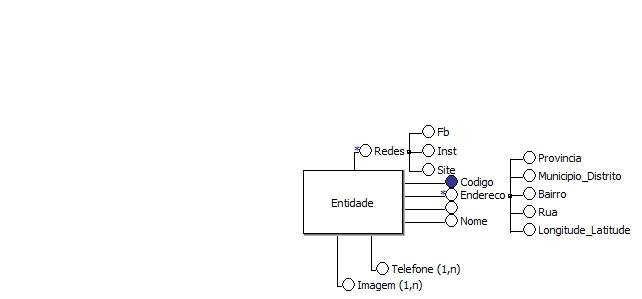 Fb
* Redes
Inst
Site
Provincia
Codigo
Municipio_Distrito
* Endereco
Bairro
Entidade
Rua
Nome
Longitude_Latitude
Telefone (1,n)
Imagem (1,n)